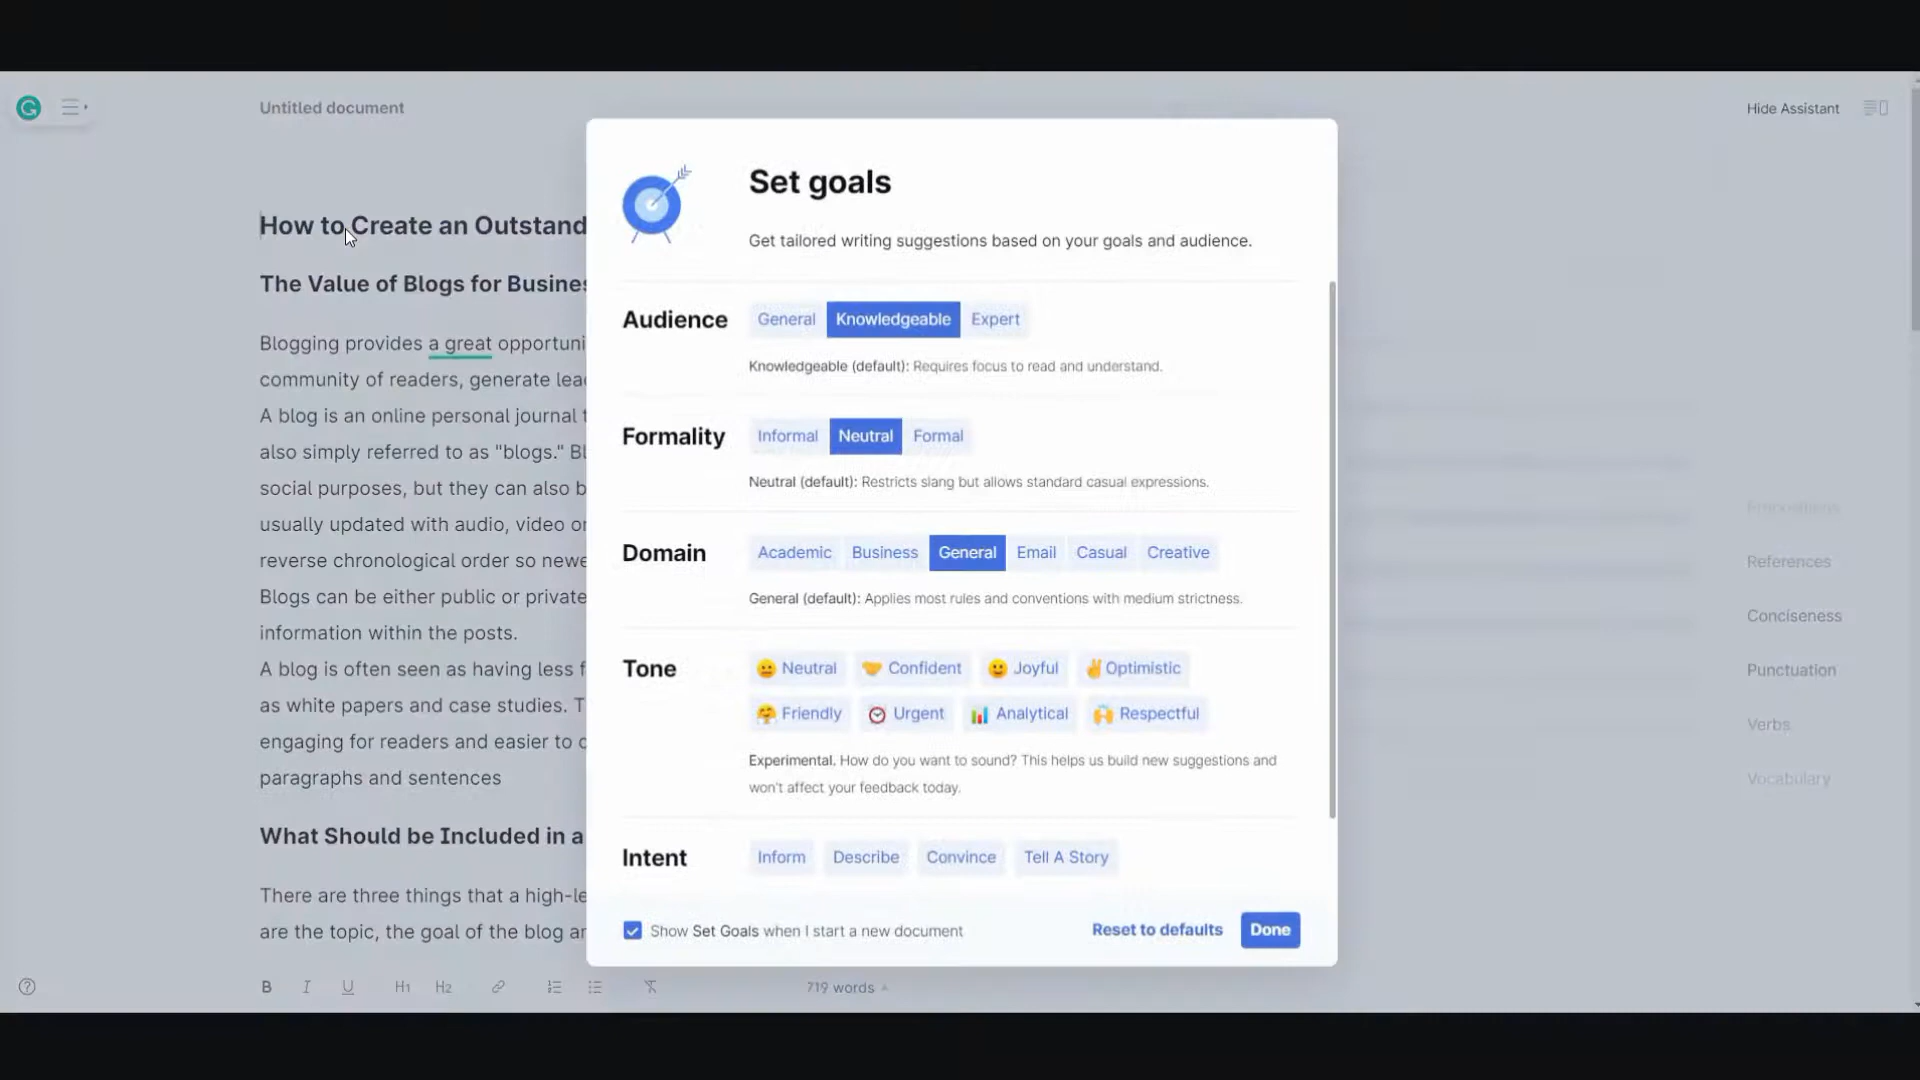 Untitled document
Hide Assistant
How to Create an Outstand
The Value of Blogs for Busines
Blogging provides a great opportuni
community of readers, generate lea
A blog is an online personal journal t
also simply referred to as "blogs." Bl
social purposes, but they can also b
usually updated with audio, video or
reverse chronological order so newe
Blogs can be either public or private
information within the posts.
A blog is often seen as having less f
as white papers and case studies. T
engaging for readers and easier to c
paragraphs and sentences
What Should be Included in a
There are three things that a high-le
are the topic, the goal of the blog an
Set goals
Get tailored writing suggestions based on your goals and audience.
Audience
General Knowledgeable Expert
Knowledgeable (default): Requires focus to read and understand.
Formality
Informal Neutral Formal
Neutral (default): Restricts slang but allows standard casual expressions.
Domain
Academic Business General Email Casual Creative
General (default): Applies most rules and conventions with medium strictness.
Tone
😐 Neutral 🤝 Confident 🙂 Joyful ✌️ Optimistic
🤗 Friendly ⏰ Urgent 📊 Analytical 🙌 Respectful
Experimental. How do you want to sound? This helps us build new suggestions and
won't affect your feedback today.
Intent
Inform Describe Convince Tell A Story
Show Set Goals when I start a new document
Reset to defaults
Done
References
Conciseness
Punctuation
Verbs
Vocabulary
B I U H1 H2
719 words